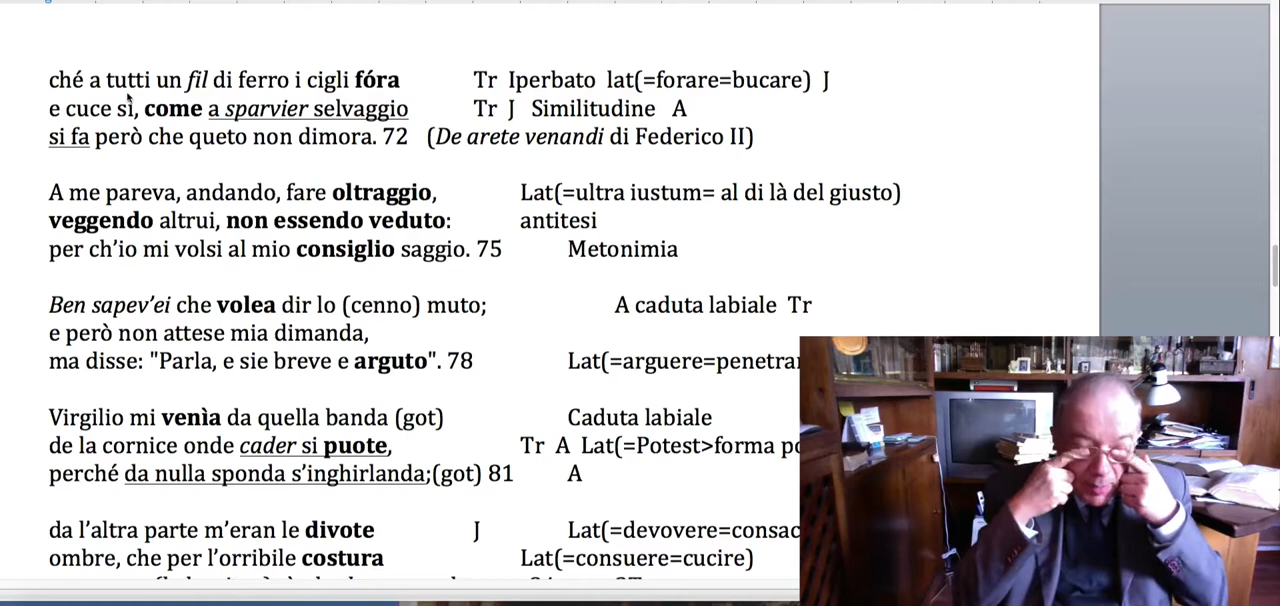 ché a tutti un fil di ferro i cigli fóra Tr Iperbato lat(=forare=bucare) J
e cuce sì, come a sparvier selvaggio Tr J Similitudine A
si fa però che queto non dimora. 72 (De arete venandi di Federico II)
A me pareva, andando, fare oltraggio, Lat(=ultra iustum= al di là del giusto)
veggendo altrui, non essendo veduto: antitesi
per ch'io mi volsi al mio consiglio saggio. 75 Metonimia
Ben sapev'ei che volea dir lo (cenno) muto; A caduta labiale Tr
e però non attese mia dimanda,
ma disse: "Parla, e sie breve e arguto". 78 Lat(=arguere=penetrar
Virgilio mi venìa da quella banda (got) Caduta labiale
de la cornice onde cader si puote, Tr A Lat(=Potest>forma po
perché da nulla sponda s'inghirlanda;(got) 81 A
da l'altra parte m'eran le divote J Lat(=devovere=consac
ombre, che per l'orribile costura Lat(=consuere=cucire)